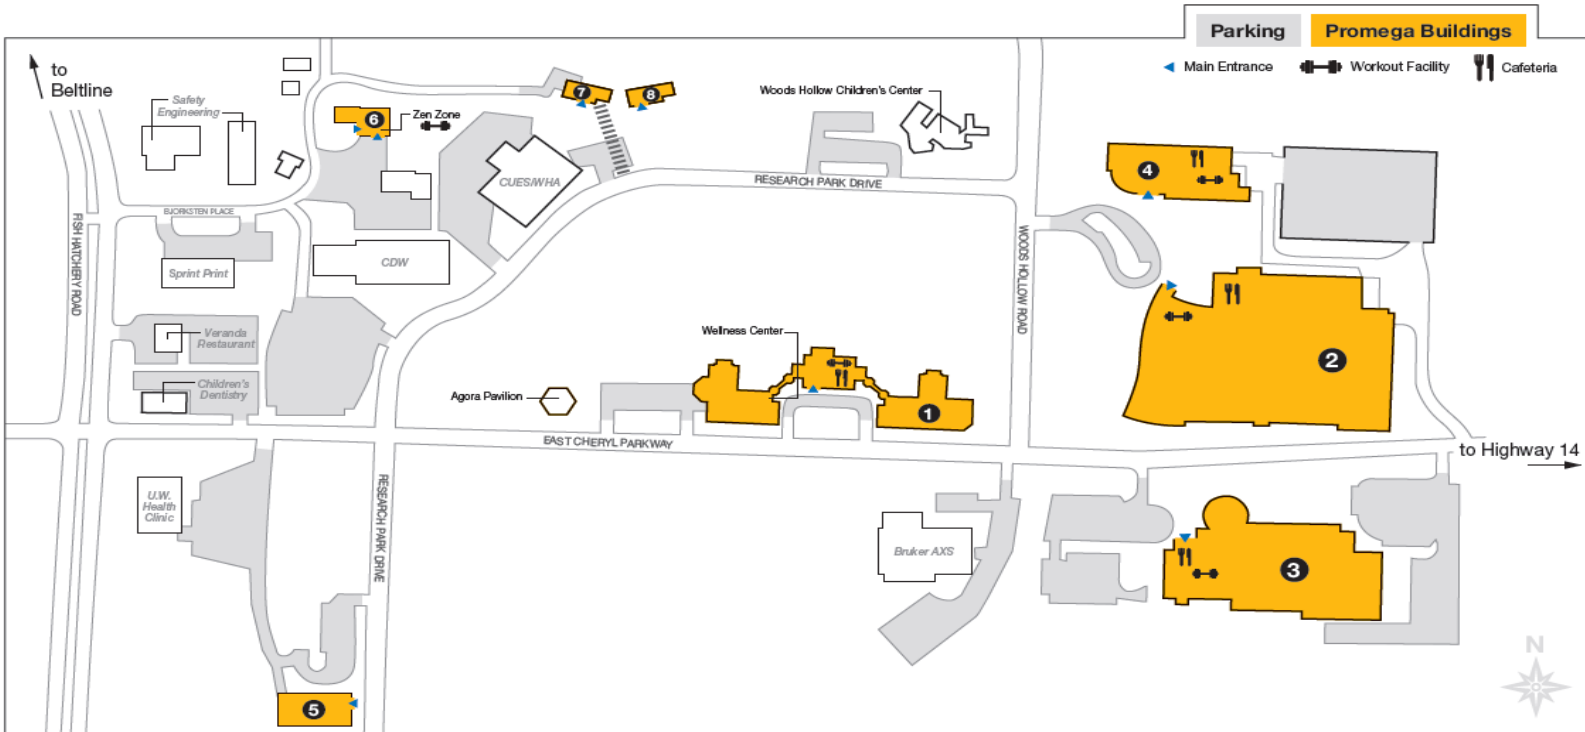 Parking
Promega Buildings
Main Entrance
Workout Facility
Cafeteria
to
Beltline
Safety
Engineering
6
Zen Zone
7
8
Woods Hollow Children's Center
CUES/WHA
RESEARCH PARK DRIVE
4
BJORKSTEN PLACE
FISH HATCHERY ROAD
Sprint Print
CDW
WOODS HOLLOW ROAD
Veranda
Restaurant
Wellness Center
2
Children's
Dentistry
Agora Pavilion
1
EAST CHERYL PARKWAY
to Highway 14
U.W.
Health
Clinic
RESEARCH PARK DRIVE
Bruker AXS
3
N
5